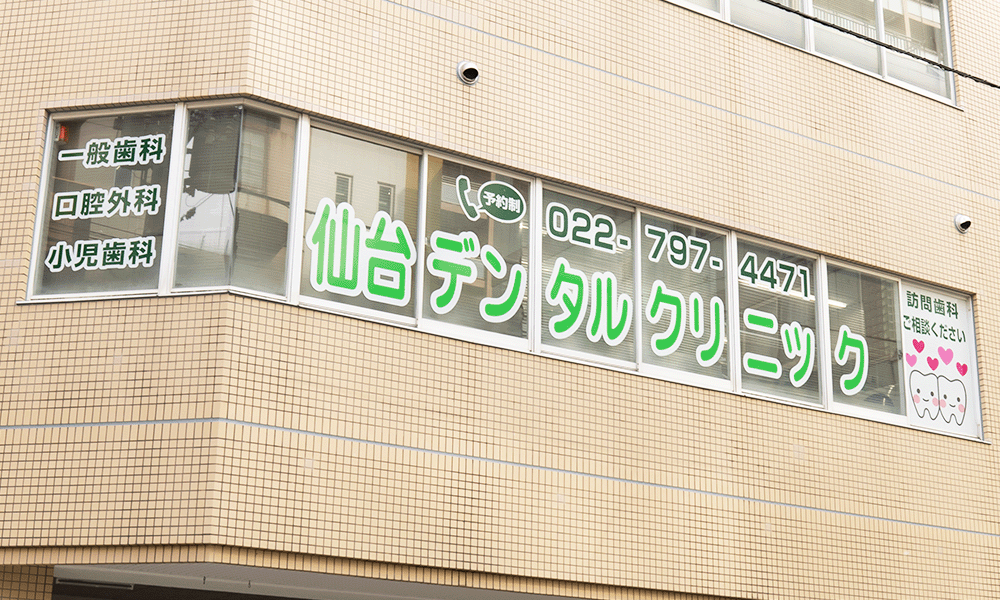 一般歯科
口腔外科
小児歯科
予約制
022-797-4471
仙台デンタルクリニック
訪問歯科
ご相談ください